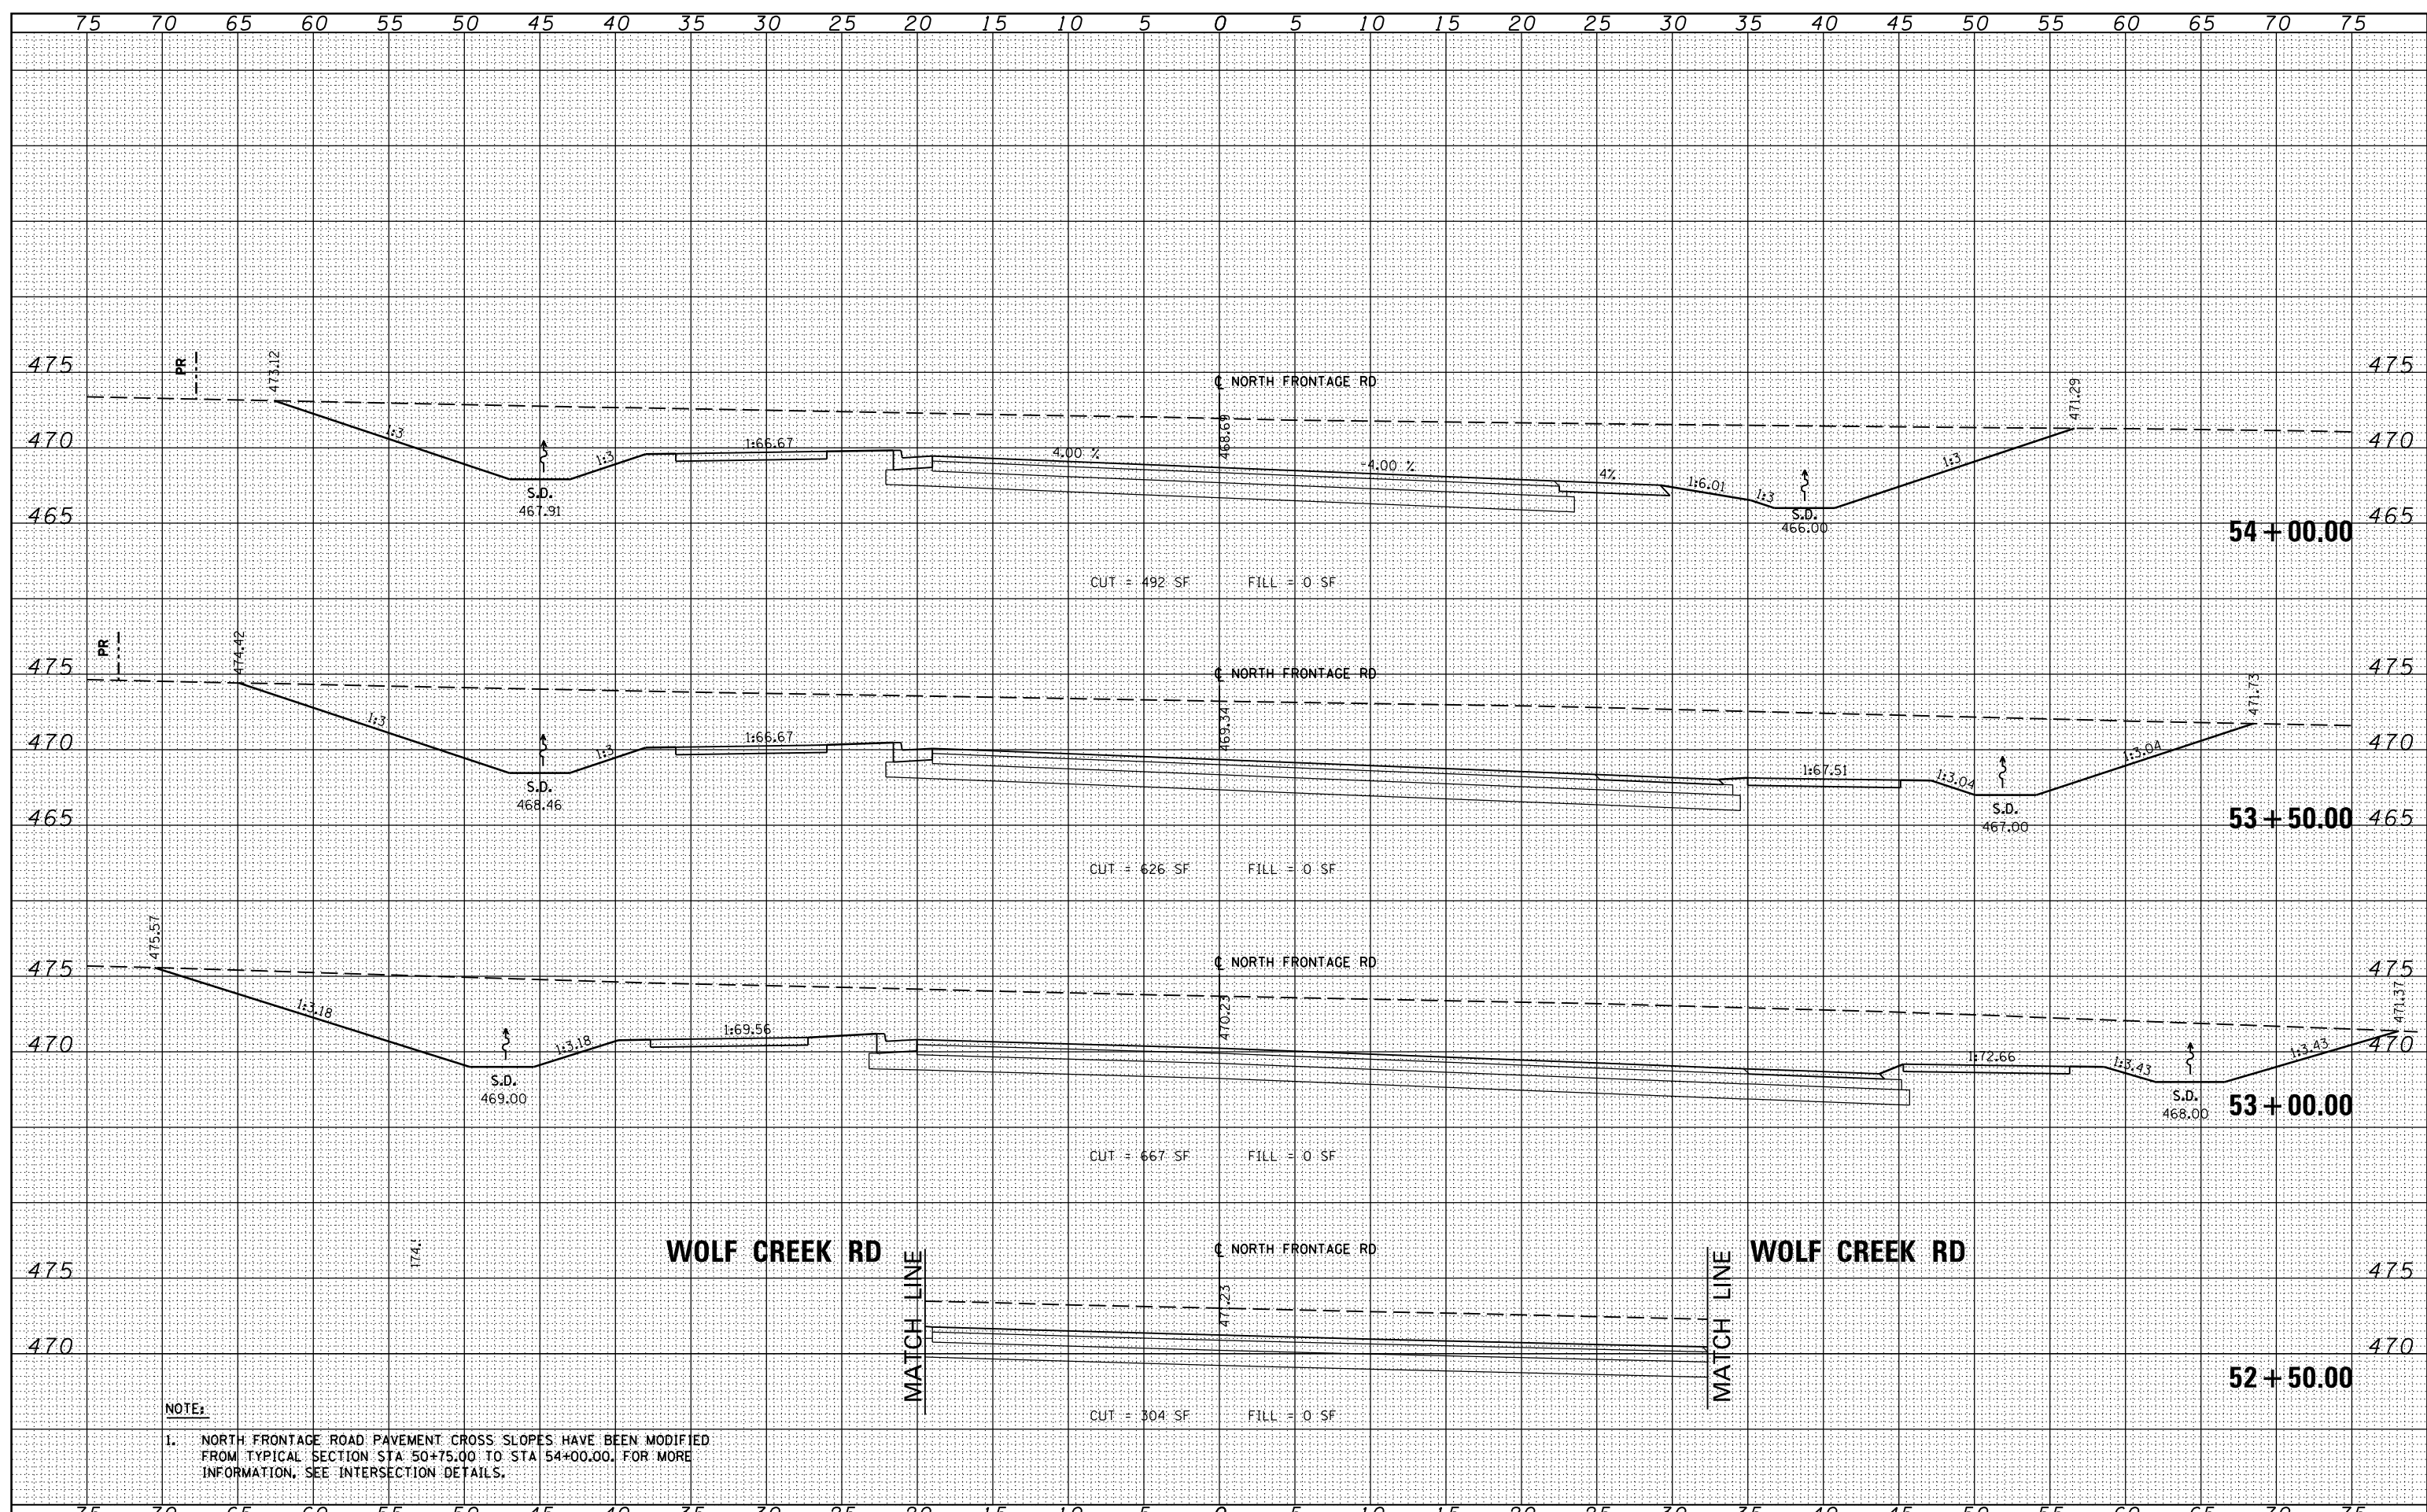 75 70 65 60 55 50 45 40 35 30 25 20 15 10 5 0 5 10 15 20 25 30 35 40 45 50 55 60 65 70 75
475 PR 473.12 ℄ NORTH FRONTAGE RD 471.29 475
470 1:3 1:3 1:66.67 4.00 % 468.69 -4.00 % 4% 1:6.01 1:3 1:3 470
S.D. S.D.
467.91 466.00
465 465
54+00.00
CUT = 492 SF FILL = 0 SF
475 PR 474.42 ℄ NORTH FRONTAGE RD 471.73 475
470 1:3 1:3 1:66.67 469.34 1:67.51 1:3.04 1:3.04 470
S.D. S.D.
468.46 467.00
465 53+50.00 465
CUT = 626 SF FILL = 0 SF
475.57 ℄ NORTH FRONTAGE RD
475 471.37 475
470 1:3.18 1:3.18 1:69.56 470.23 1:72.66 1:3.43 1:3.43 470
S.D. S.D.
469.00 468.00
53+00.00
CUT = 667 SF FILL = 0 SF
174.
WOLF CREEK RD MATCH LINE ℄ NORTH FRONTAGE RD MATCH LINE WOLF CREEK RD
475 471.23 475
470 470
52+50.00
NOTE:
CUT = 304 SF FILL = 0 SF
1. NORTH FRONTAGE ROAD PAVEMENT CROSS SLOPES HAVE BEEN MODIFIED
FROM TYPICAL SECTION STA 50+75.00 TO STA 54+00.00. FOR MORE
INFORMATION, SEE INTERSECTION DETAILS.
75 70 65 60 55 50 45 40 35 30 25 20 15 10 5 0 5 10 15 20 25 30 35 40 45 50 55 60 65 70 75